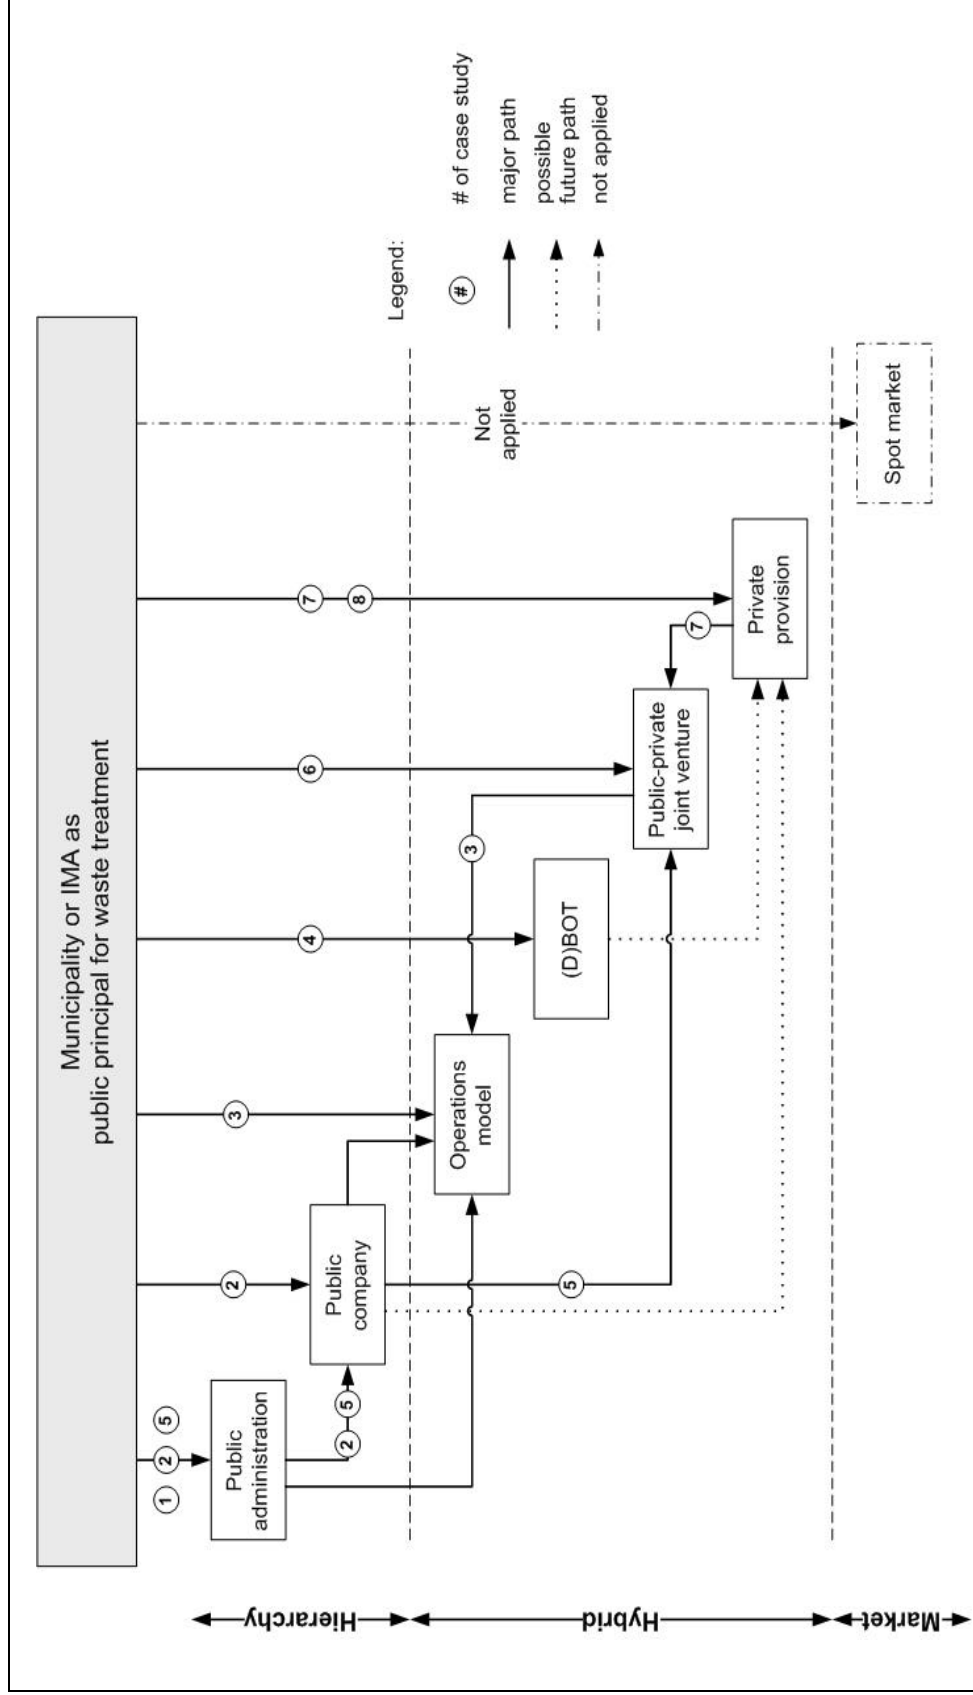 Municipality or IMA as
public principal for waste treatment
1
2
5
2
3
4
6
7
8
Not
applied
Public
administration
2
5
Public
company
5
Operations
model
3
(D)BOT
Public-private
joint venture
7
Private
provision
Spot market
Hierarchy
Hybrid
Market
Legend:
# # of case study
major path
possible
future path
not applied